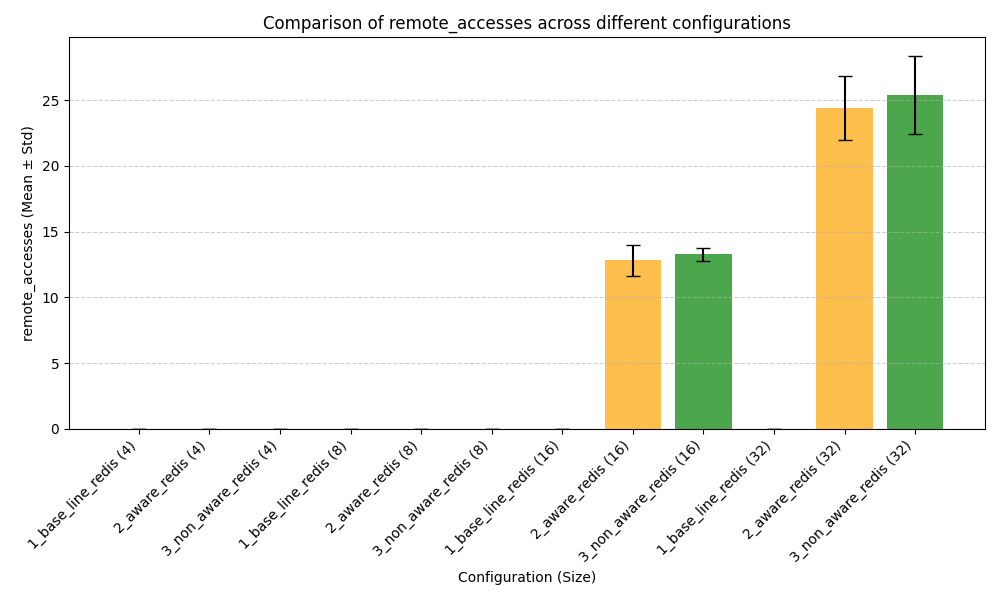 Comparison of remote_accesses across different configurations
remote_accesses (Mean ± Std)
25
20
15
10
5
0
1_base_line_redis (4)
2_aware_redis (4)
3_non_aware_redis (4)
1_base_line_redis (8)
2_aware_redis (8)
3_non_aware_redis (8)
1_base_line_redis (16)
2_aware_redis (16)
3_non_aware_redis (16)
1_base_line_redis (32)
2_aware_redis (32)
3_non_aware_redis (32)
Configuration (Size)